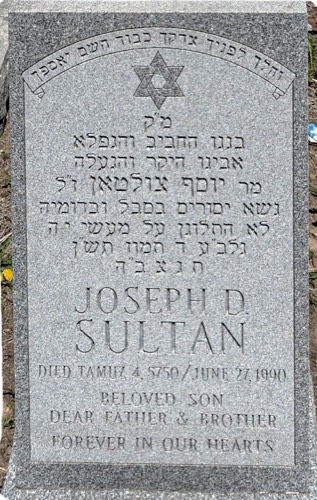 והלך לפניך צדקך כבוד השם יאספך
מ״ק
בננו החביב והנפלא
אבינו היקר והנעלה
מר יוסף צולטאן ז״ל
נשא יסורים בסבל ובדומיה
לא התלונן על מעשי י־ה
נלב״ע ד תמוז תש״ן
ת נ צ ב״ה
JOSEPH D.
SULTAN
DIED TAMUZ 4, 5750/JUNE 27, 1990
BELOVED SON
DEAR FATHER & BROTHER
FOREVER IN OUR HEARTS